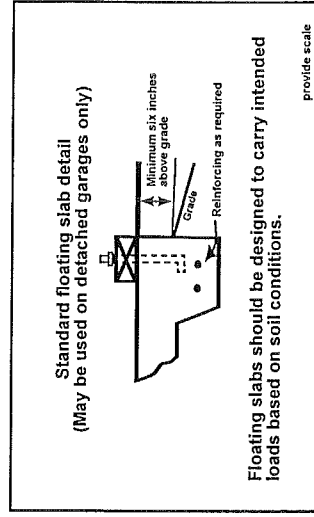 Standard floating slab detail
(May be used on detached garages only)
Minimum six inches
above grade
Grade
Reinforcing as required
Floating slabs should be designed to carry intended
loads based on soil conditions.
provide scale